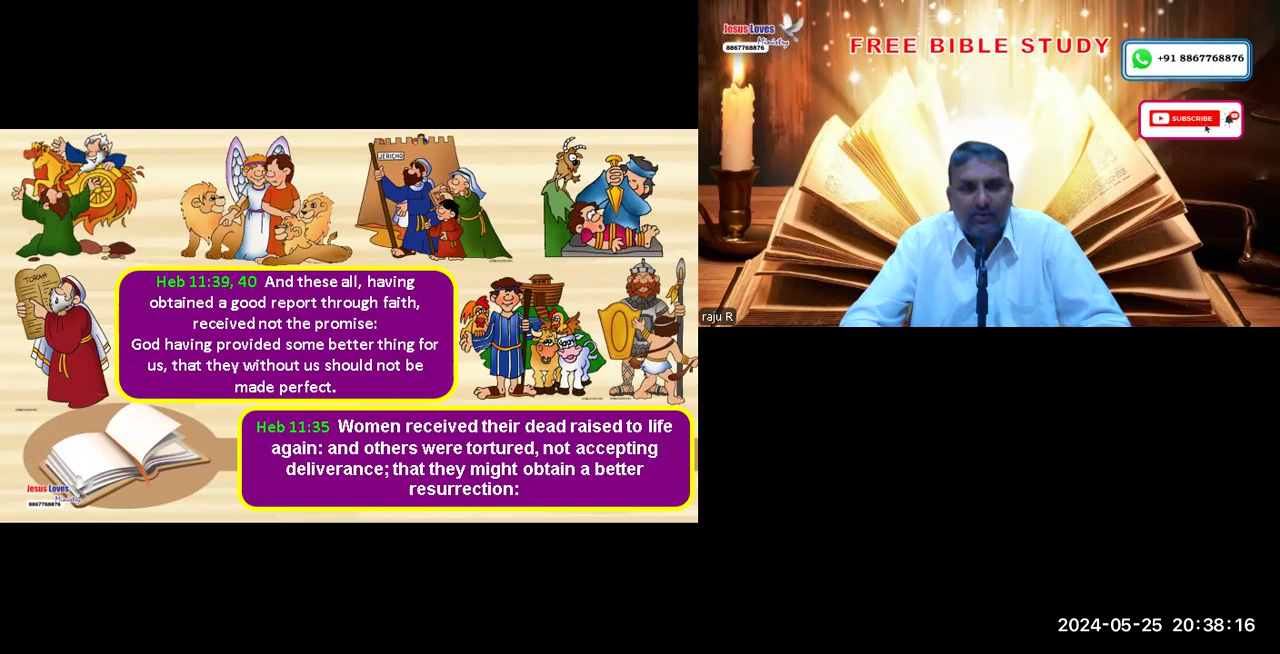 JERICHO
TORAH
Heb 11:39, 40 And these all, having
obtained a good report through faith,
received not the promise:
God having provided some better thing for
us, that they without us should not be
made perfect.
Heb 11:35 Women received their dead raised to life
again: and others were tortured, not accepting
deliverance; that they might obtain a better
resurrection:
Jesus Loves
Ministry
8867768876
Jesus Loves
Ministry
8867768876
FREE BIBLE STUDY
+91 8867768876
SUBSCRIBE
raju R
2024-05-25 20:38:16